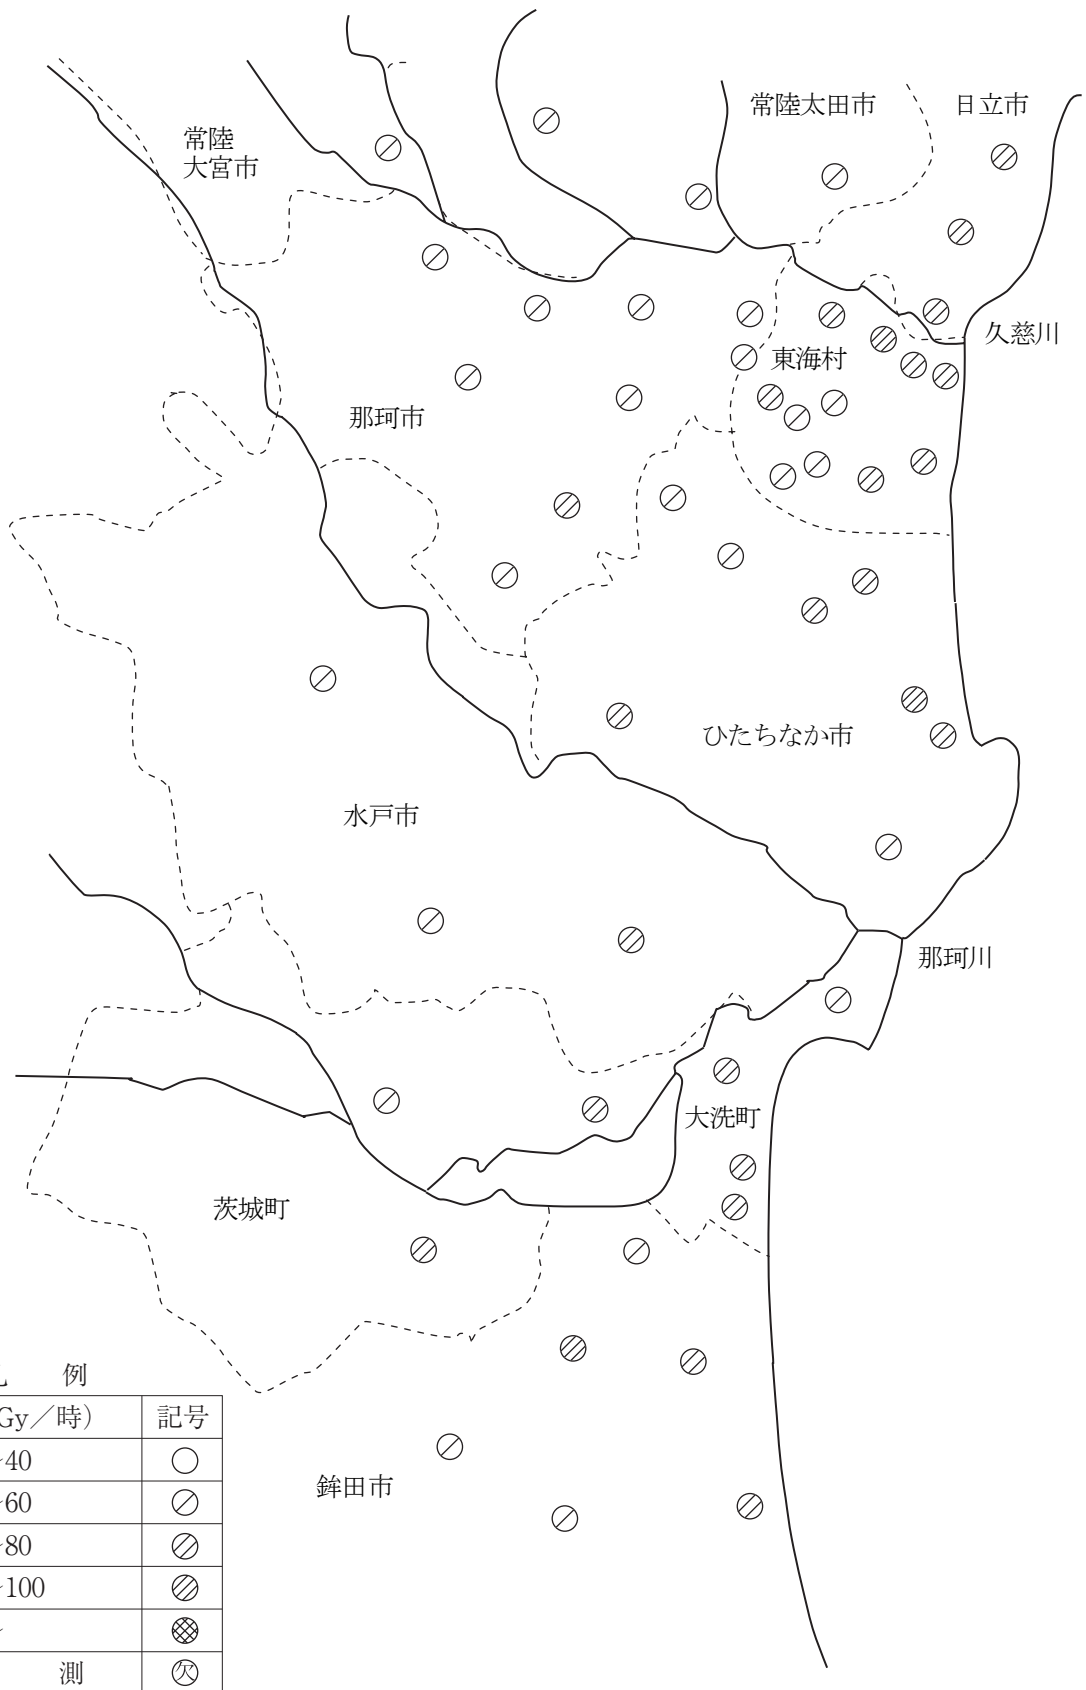 常陸太田市
日立市
常陸
大宮市
久慈川
東海村
那珂市
ひたちなか市
水戸市
那珂川
大洗町
茨城町
例
Gy／時）
記号
40
60
80
100
～
測
欠
鉾田市